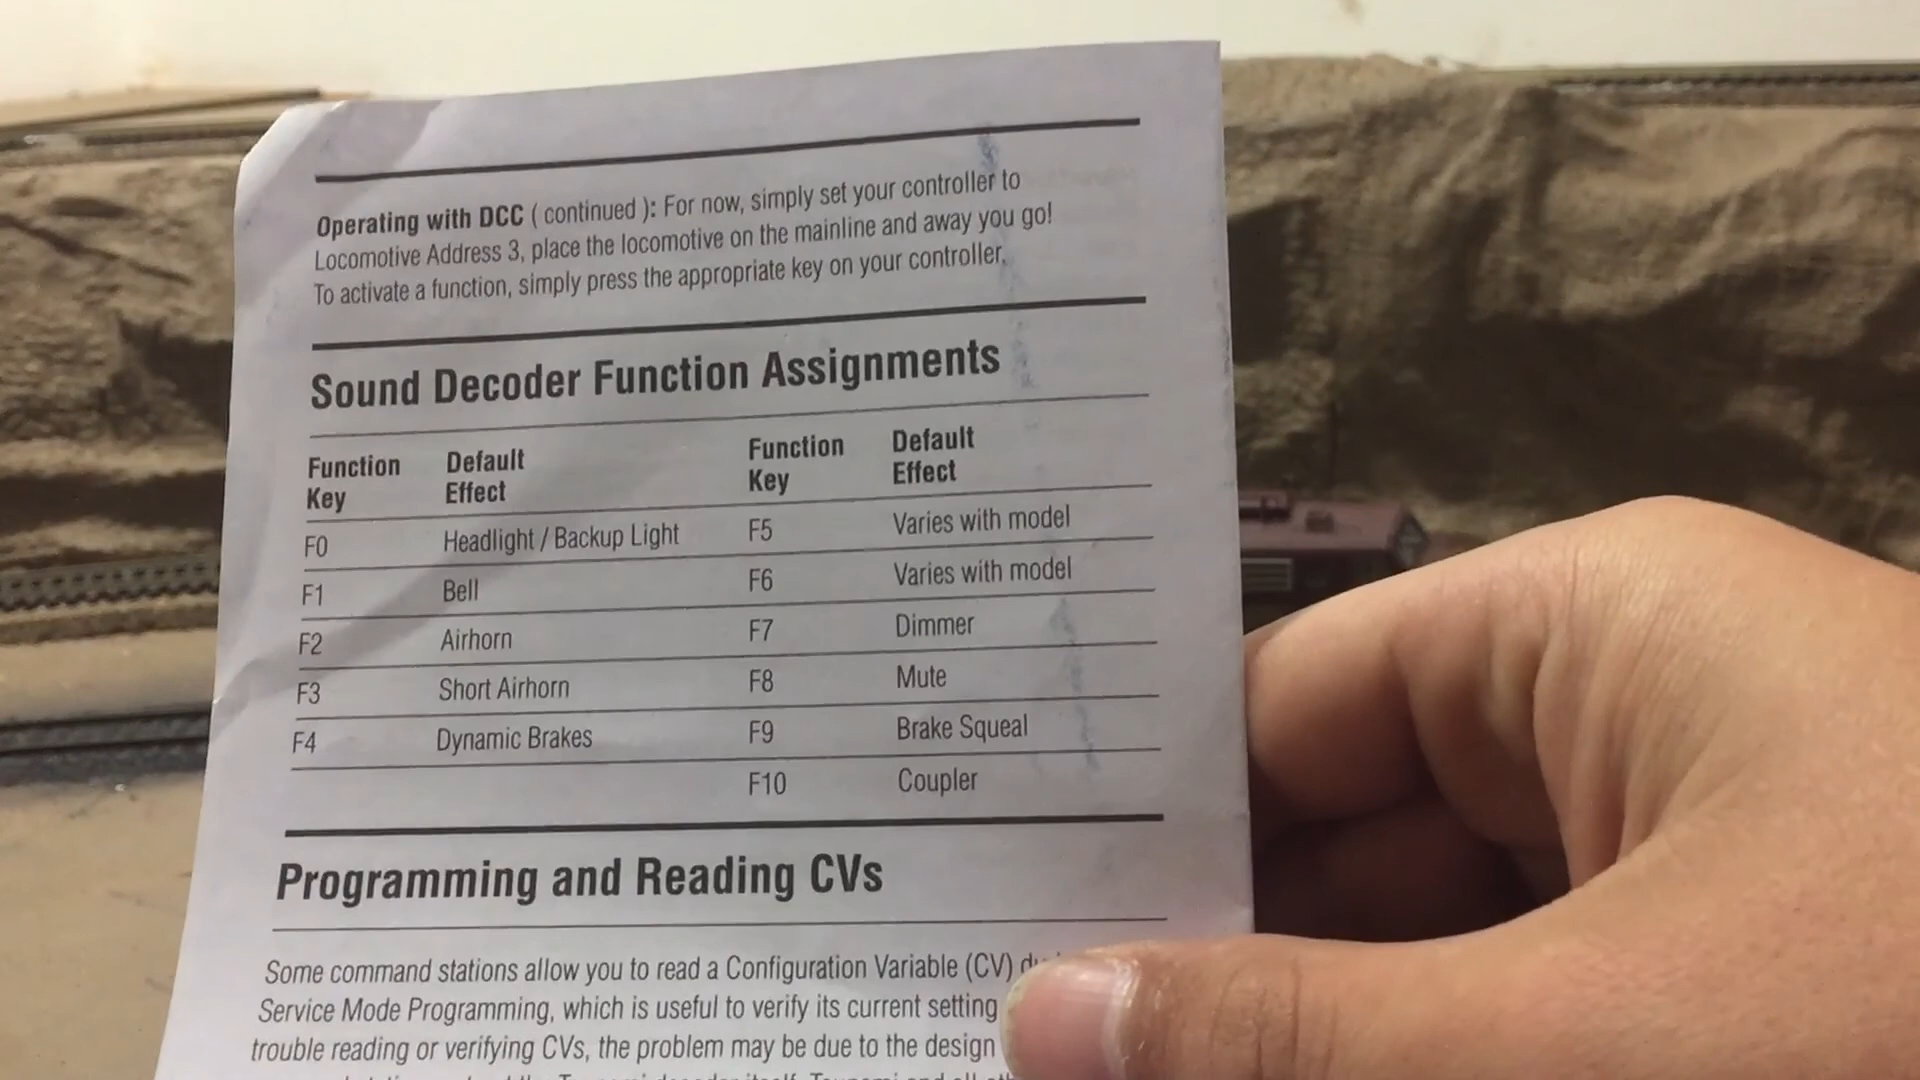 Operating with DCC ( continued ): For now, simply set your controller to
Locomotive Address 3, place the locomotive on the mainline and away you go!
To activate a function, simply press the appropriate key on your controller.
Sound Decoder Function Assignments
Function Key Default Effect Function Key Default Effect
F0 Headlight / Backup Light F5 Varies with model
F1 Bell F6 Varies with model
F2 Airhorn F7 Dimmer
F3 Short Airhorn F8 Mute
F4 Dynamic Brakes F9 Brake Squeal
F10 Coupler
Programming and Reading CVs
Some command stations allow you to read a Configuration Variable (CV)
Service Mode Programming, which is useful to verify its current setting
trouble reading or verifying CVs, the problem may be due to the design